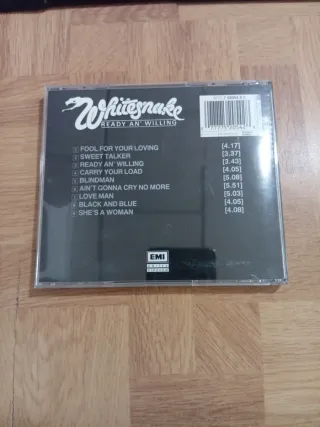 Whitesnake
READY AN' WILLING
1 FOOL FOR YOUR LOVING [4.17]
2 SWEET TALKER [3.37]
3 READY AN' WILLING [3.43]
4 CARRY YOUR LOAD [4.05]
5 BLINDMAN [5.08]
6 AIN'T GONNA CRY NO MORE [5.51]
7 LOVE MAN [5.03]
8 BLACK AND BLUE [4.05]
9 SHE'S A WOMAN [4.08]
EMI